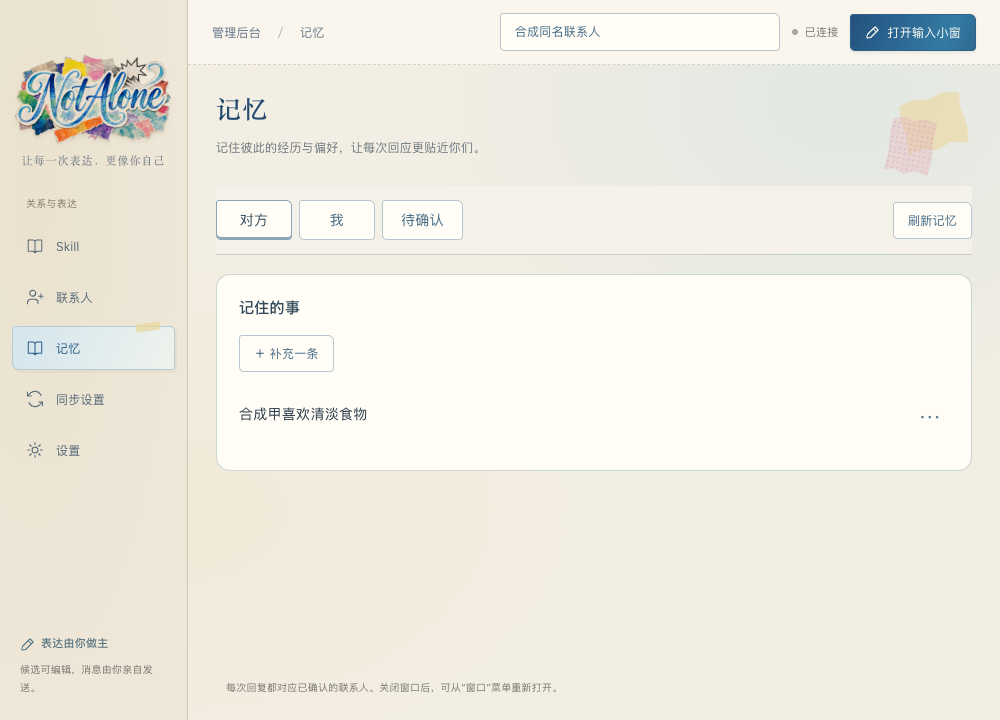 NotAlone
让每一次表达，更像你自己
关系与表达
Skill
联系人
记忆
同步设置
设置
表达由你做主
候选可编辑，消息由你亲自发
送。
管理后台 / 记忆
合成同名联系人
已连接
打开输入小窗
记忆
记住彼此的经历与偏好，让每次回应更贴近你们。
对方
我
待确认
刷新记忆
记住的事
+ 补充一条
合成甲喜欢清淡食物
...
每次回复都对应已确认的联系人。关闭窗口后，可从“窗口”菜单重新打开。